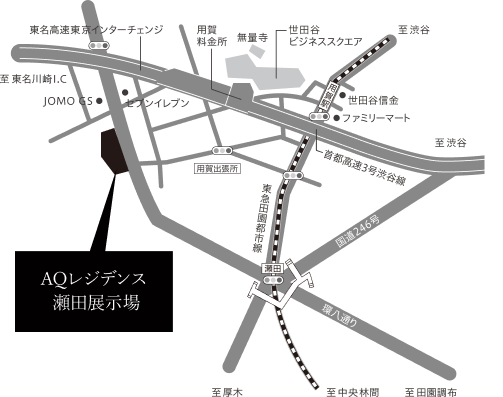 東名高速東京インターチェンジ
用賀
料金所
無量寺
世田谷
ビジネススクエア
至渋谷
至東名川崎I.C
JOMO GS
セブンイレブン
用賀駅
世田谷信金
ファミリーマート
至渋谷
首都高速3号渋谷線
用賀出張所
東急田園都市線
国道246号
瀬田
AQレジデンス
瀬田展示場
環八通り
至厚木
至中央林間
至田園調布